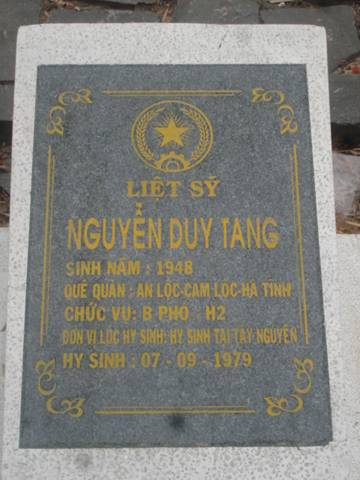 LIỆT SỸ
NGUYỄN DUY TANG
SINH NĂM : 1948
QUÊ QUÁN : AN LỘC-CAM LỘC-HÀ TĨNH
CHỨC VỤ: B PHÓ H2
ĐƠN VỊ LÚC HY SINH: HY SINH TẠI TÂY NGUYÊN
HY SINH : 07 - 09 - 1979